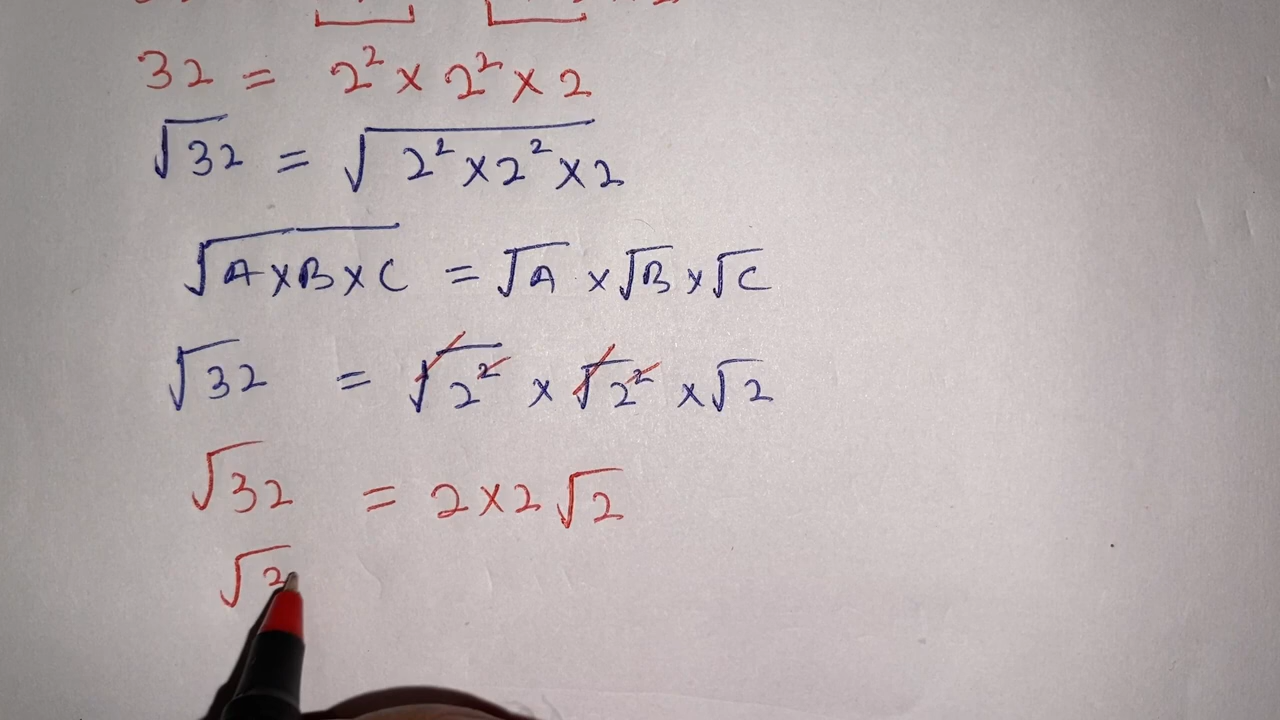 32 = 2² × 2² × 2
√32 = √2² × 2² × 2
√A × B × C = √A × √B × √C
√32 = √2² × √2² × √2
√32 = 2 × 2 √2
√